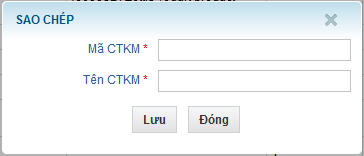 SAO CHÉP
Mã CTKM *
Tên CTKM *
Lưu Đóng